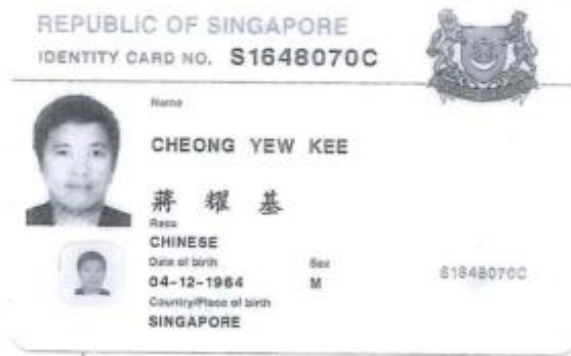 REPUBLIC OF SINGAPORE
IDENTITY CARD NO. S1648070C
Name
CHEONG YEW KEE
蔣 耀 基
Race
CHINESE
Date of birth Sex
04-12-1964 M S1648070C
Country/Place of birth
SINGAPORE